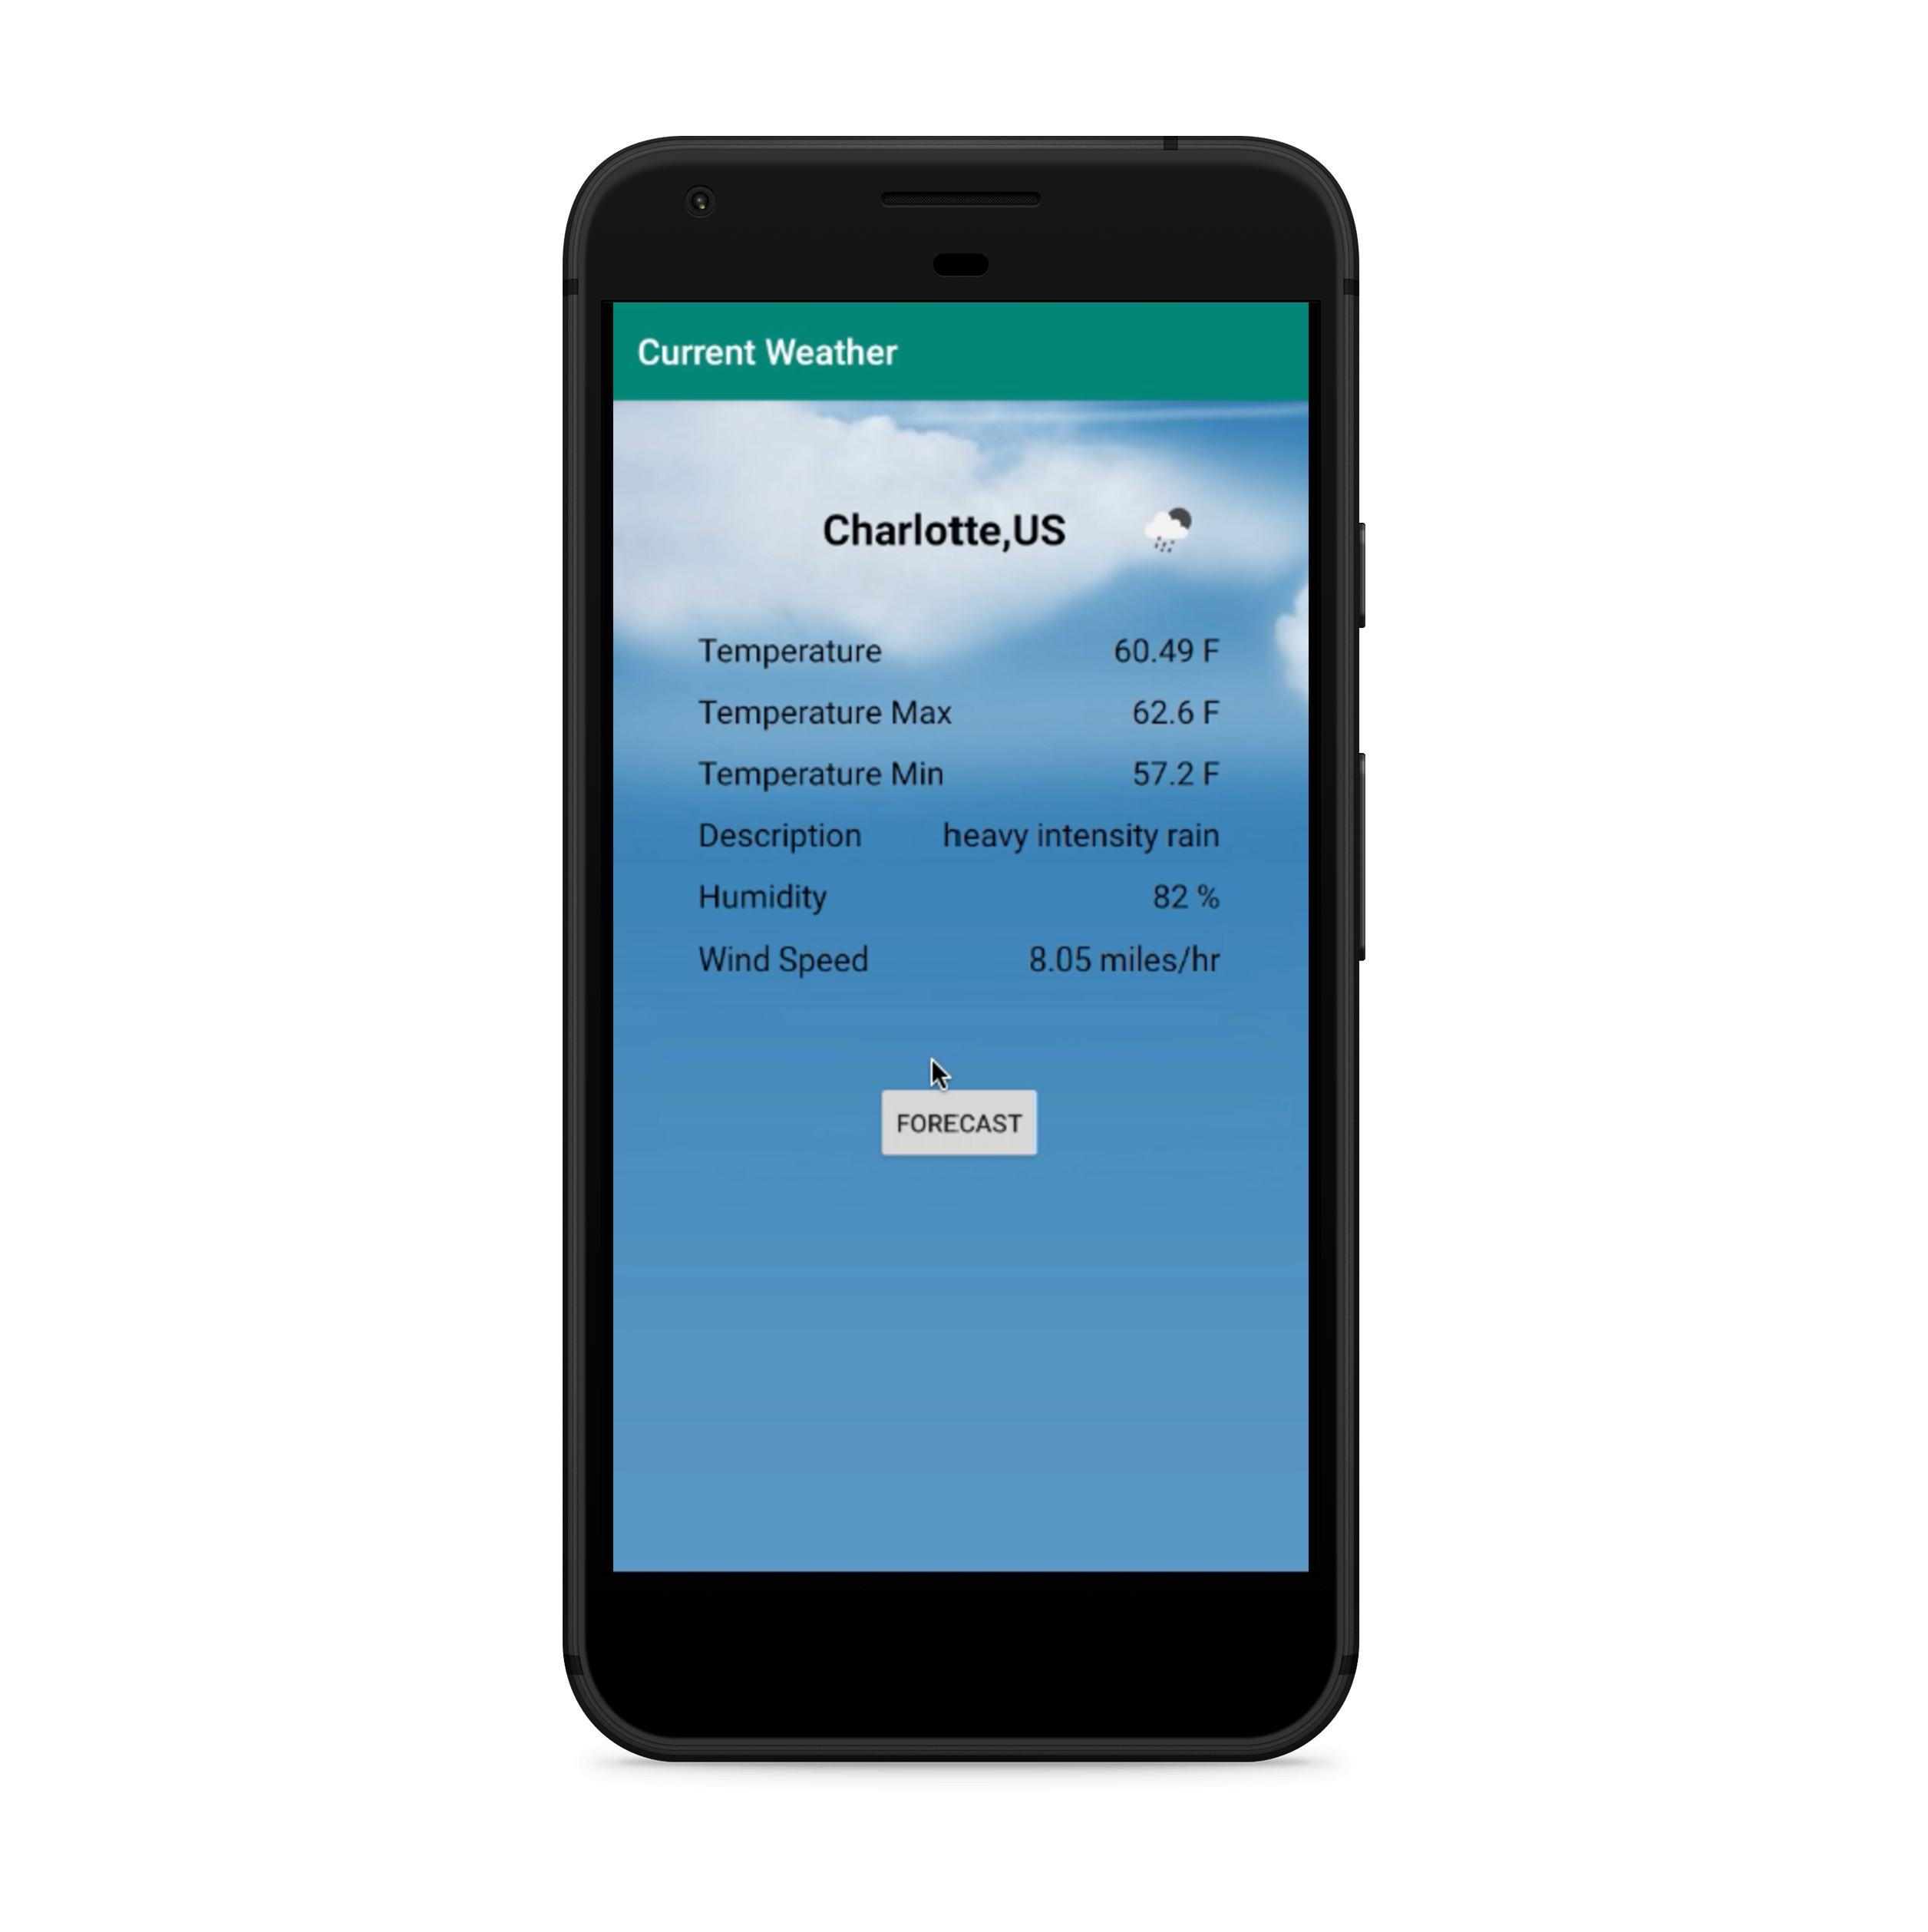 Current Weather
Charlotte,US
Temperature 60.49 F
Temperature Max 62.6 F
Temperature Min 57.2 F
Description heavy intensity rain
Humidity 82 %
Wind Speed 8.05 miles/hr
FORECAST